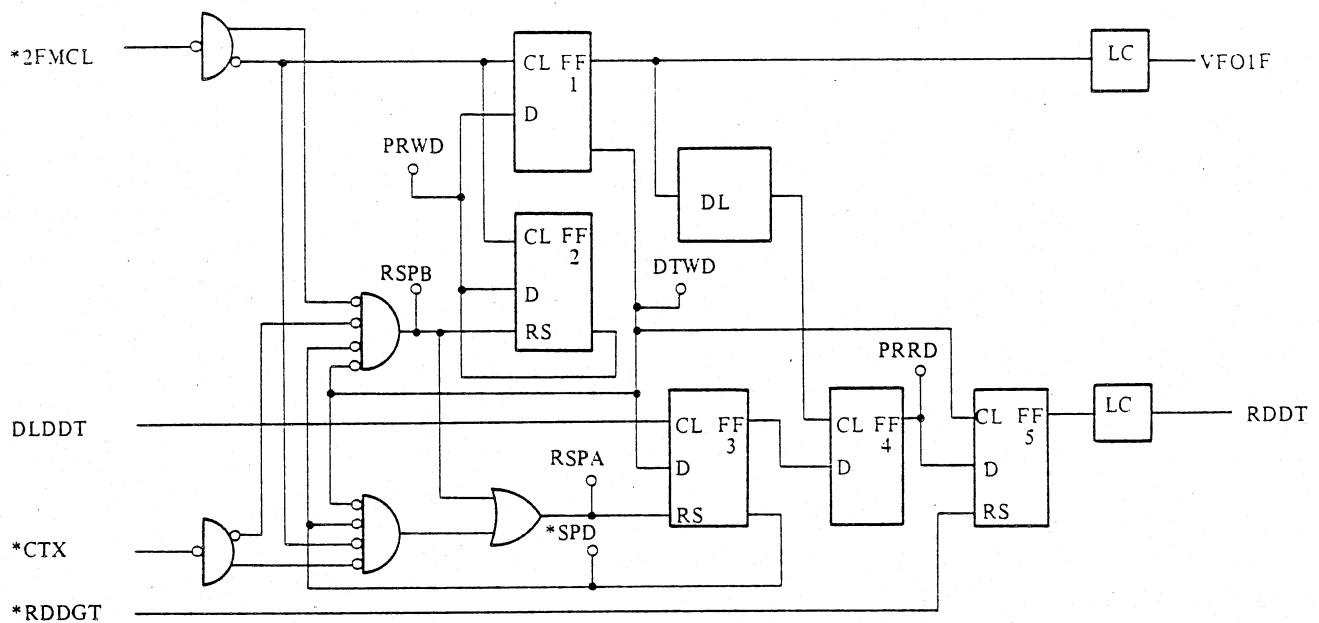 *2FMCL
CL FF
1
D
LC
VFO1F
PRWD
DL
CL FF
2
D
RS
RSPB
DTWD
PRRD
DLDDT
CL FF
3
D
RS
CL FF
4
D
CL FF
5
D
RS
LC
RDDT
RSPA
*SPD
*CTX
*RDDGT